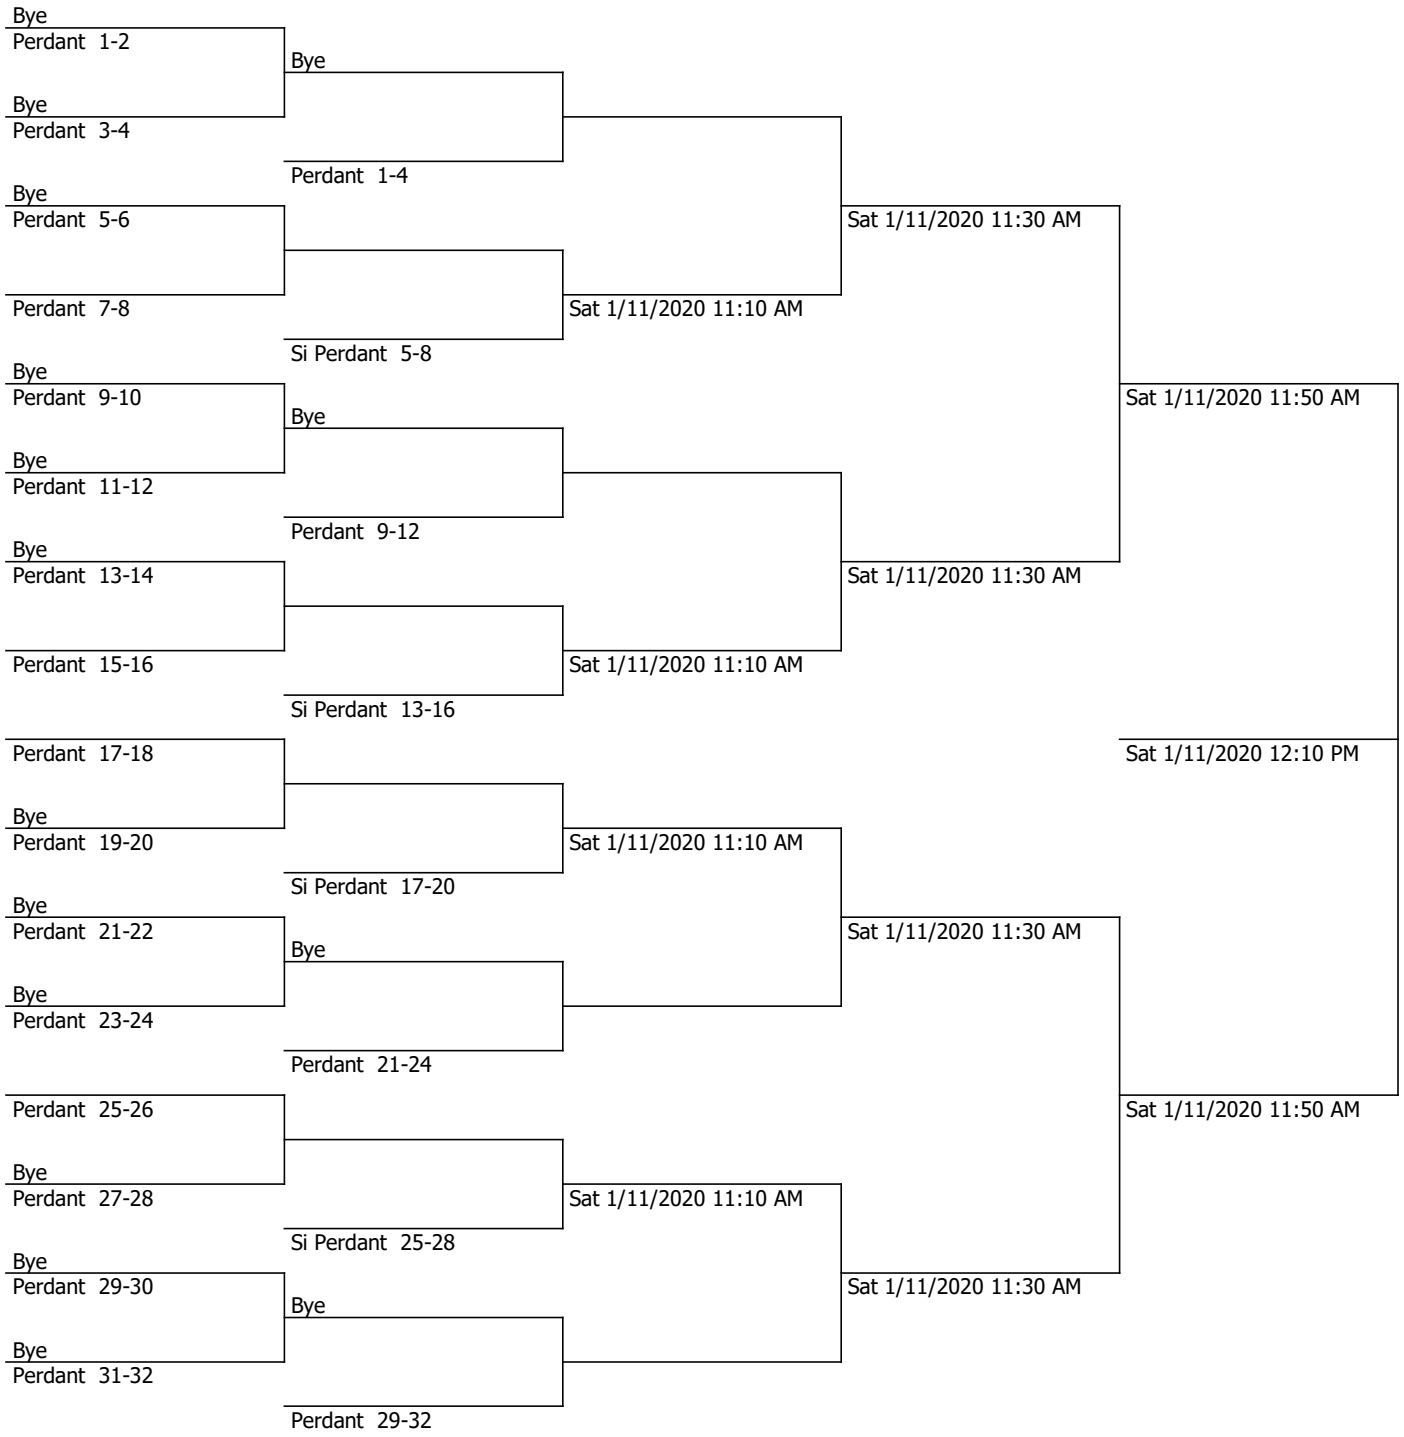 Bye
Perdant 1-2
Bye
Bye
Perdant 3-4
Perdant 1-4
Bye
Perdant 5-6
Sat 1/11/2020 11:30 AM
Perdant 7-8
Sat 1/11/2020 11:10 AM
Si Perdant 5-8
Bye
Perdant 9-10
Sat 1/11/2020 11:50 AM
Bye
Bye
Perdant 11-12
Perdant 9-12
Bye
Perdant 13-14
Sat 1/11/2020 11:30 AM
Perdant 15-16
Sat 1/11/2020 11:10 AM
Si Perdant 13-16
Perdant 17-18
Sat 1/11/2020 12:10 PM
Bye
Perdant 19-20
Sat 1/11/2020 11:10 AM
Si Perdant 17-20
Bye
Perdant 21-22
Sat 1/11/2020 11:30 AM
Bye
Bye
Perdant 23-24
Perdant 21-24
Perdant 25-26
Sat 1/11/2020 11:50 AM
Bye
Perdant 27-28
Sat 1/11/2020 11:10 AM
Si Perdant 25-28
Bye
Perdant 29-30
Sat 1/11/2020 11:30 AM
Bye
Bye
Perdant 31-32
Perdant 29-32